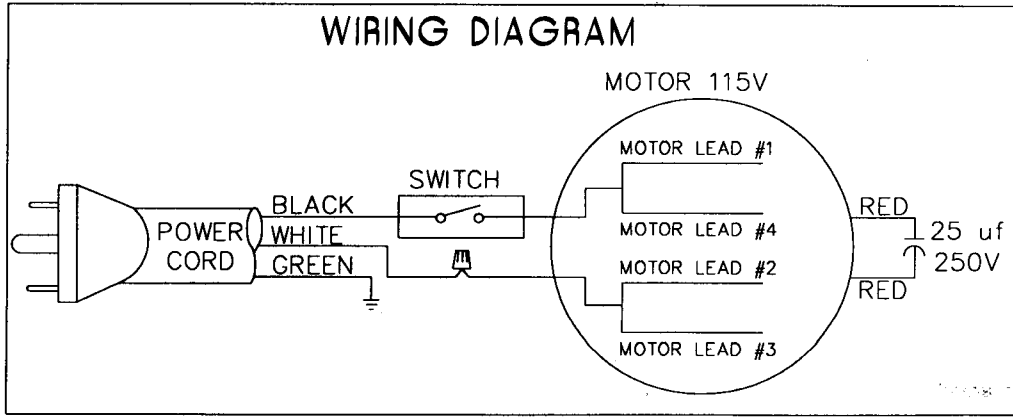 WIRING DIAGRAM
MOTOR 115V
MOTOR LEAD #1
SWITCH
BLACK
RED
POWER CORD
WHITE
MOTOR LEAD #4
25 uf
250V
GREEN
MOTOR LEAD #2
RED
MOTOR LEAD #3